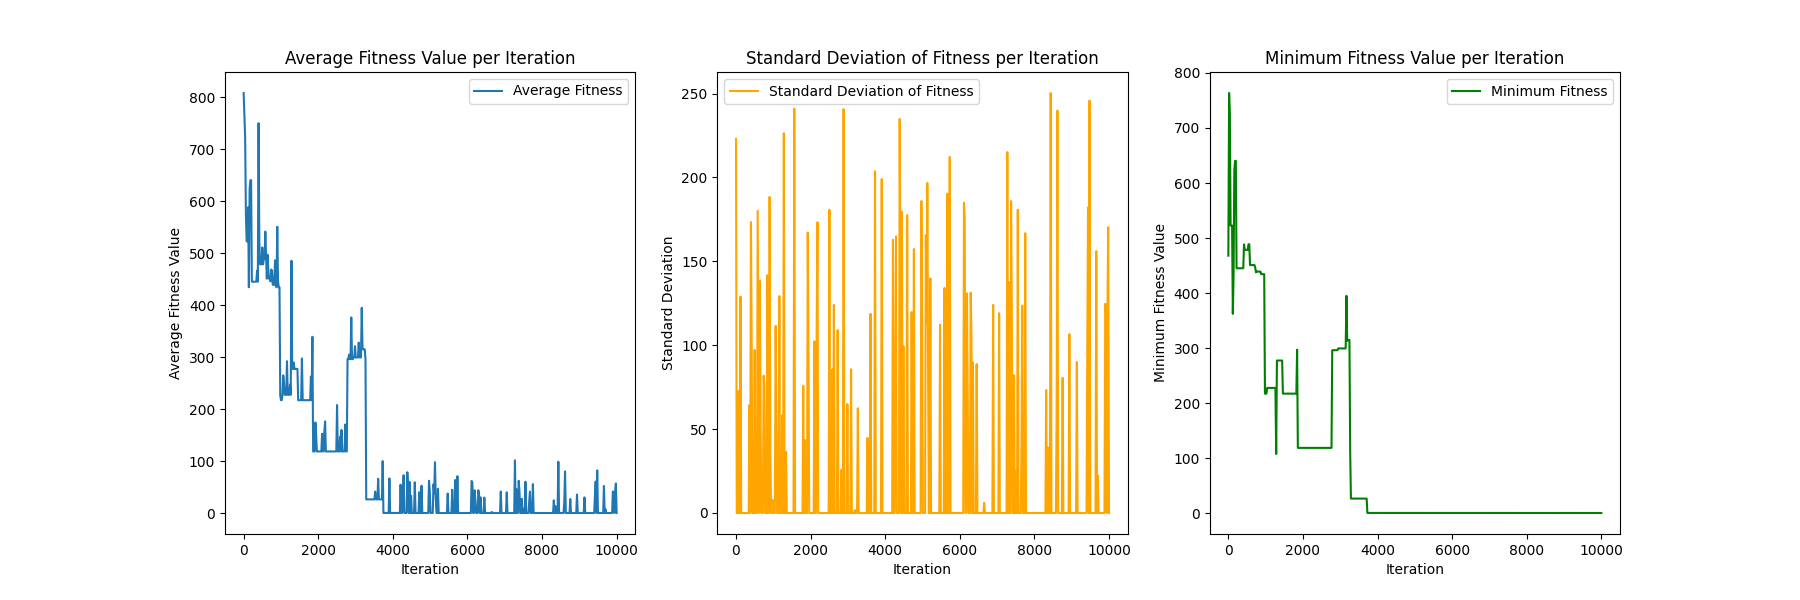 Average Fitness Value per Iteration
Average Fitness
Average Fitness Value
800
700
600
500
400
300
200
100
0
0 2000 4000 6000 8000 10000
Iteration
Standard Deviation of Fitness per Iteration
Standard Deviation of Fitness
Standard Deviation
250
200
150
100
50
0
0 2000 4000 6000 8000 10000
Iteration
Minimum Fitness Value per Iteration
Minimum Fitness
Minimum Fitness Value
800
700
600
500
400
300
200
100
0
0 2000 4000 6000 8000 10000
Iteration